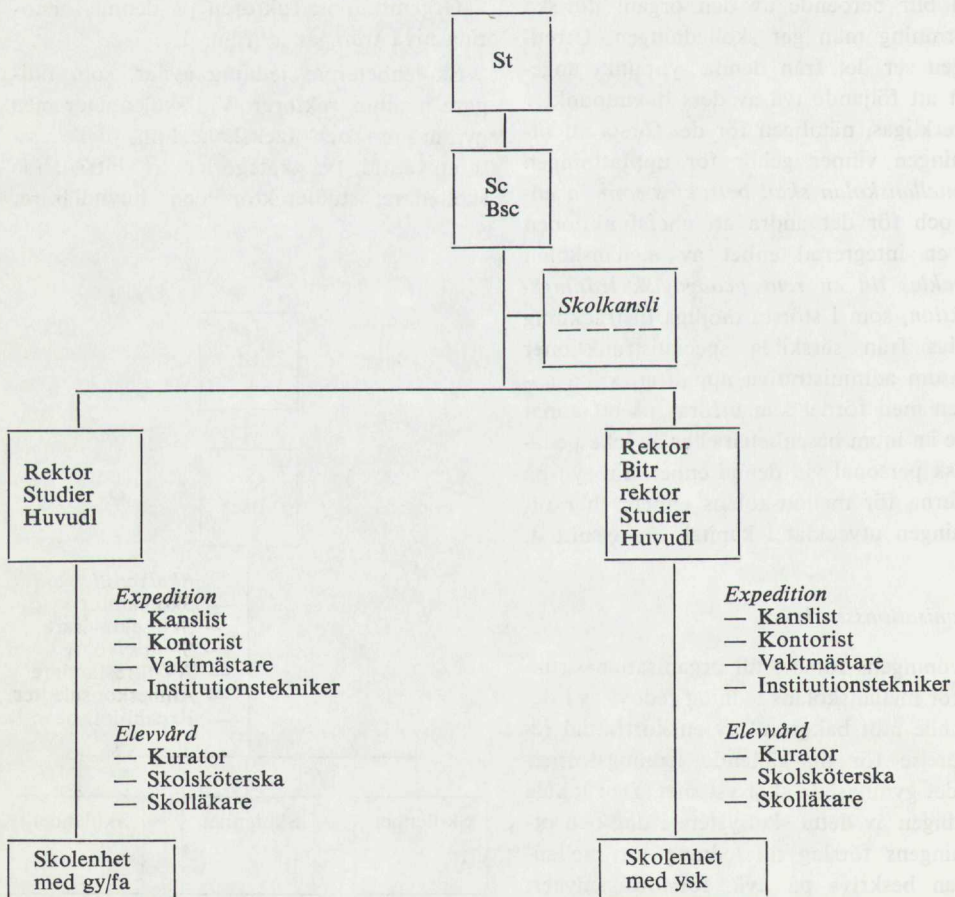 St
Sc
Bsc
Skolkansli
Rektor
Studier
Huvudl
Rektor
Bitr
rektor
Studier
Huvudl
Expedition
— Kanslist
— Kontorist
— Vaktmästare
— Institutionstekniker
Elevvård
— Kurator
— Skolsköterska
— Skolläkare
Expedition
— Kanslist
— Kontorist
— Vaktmästare
— Institutionstekniker
Elevvård
— Kurator
— Skolsköterska
— Skolläkare
Skolenhet
med gy/fa
Skolenhet
med ysk